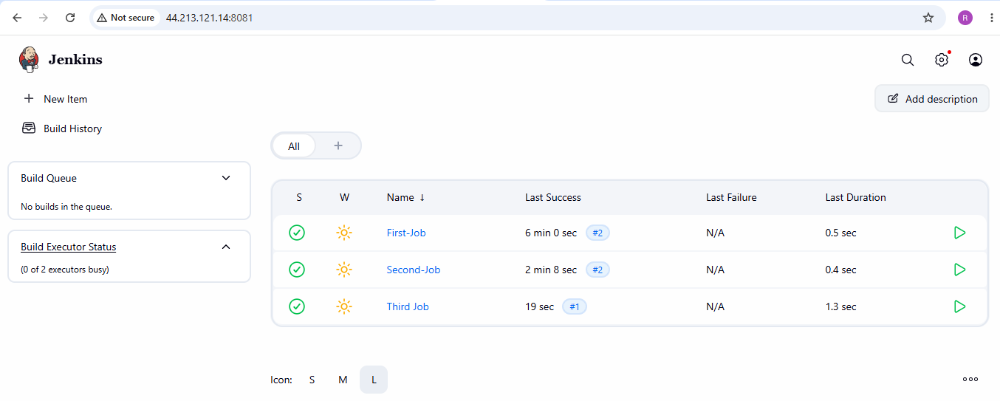 Not secure 44.213.121.14:8081 R
Jenkins
New Item
Add description
Build History
All +
Build Queue
No builds in the queue.
Build Executor Status
(0 of 2 executors busy)
S W Name ↓ Last Success Last Failure Last Duration
First-Job 6 min 0 sec #2 N/A 0.5 sec
Second-Job 2 min 8 sec #2 N/A 0.4 sec
Third Job 19 sec #1 N/A 1.3 sec
Icon: S M L